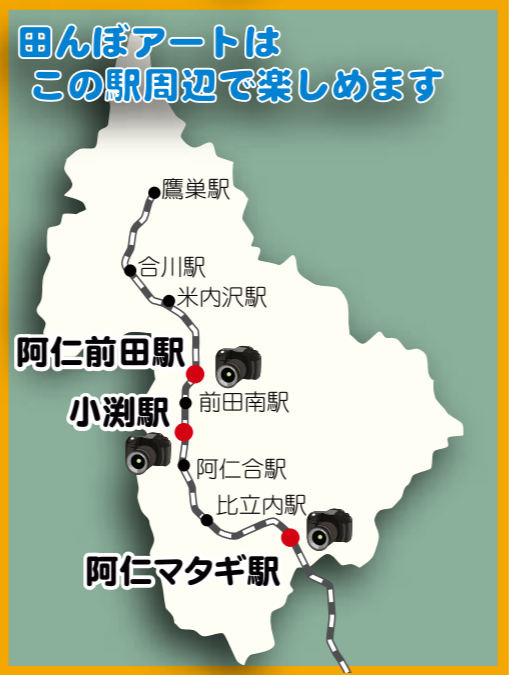 田んぼアートは
この駅周辺で楽しめます
鷹巣駅
合川駅
米内沢駅
阿仁前田駅
前田南駅
小渕駅
阿仁合駅
比立内駅
阿仁マタギ駅